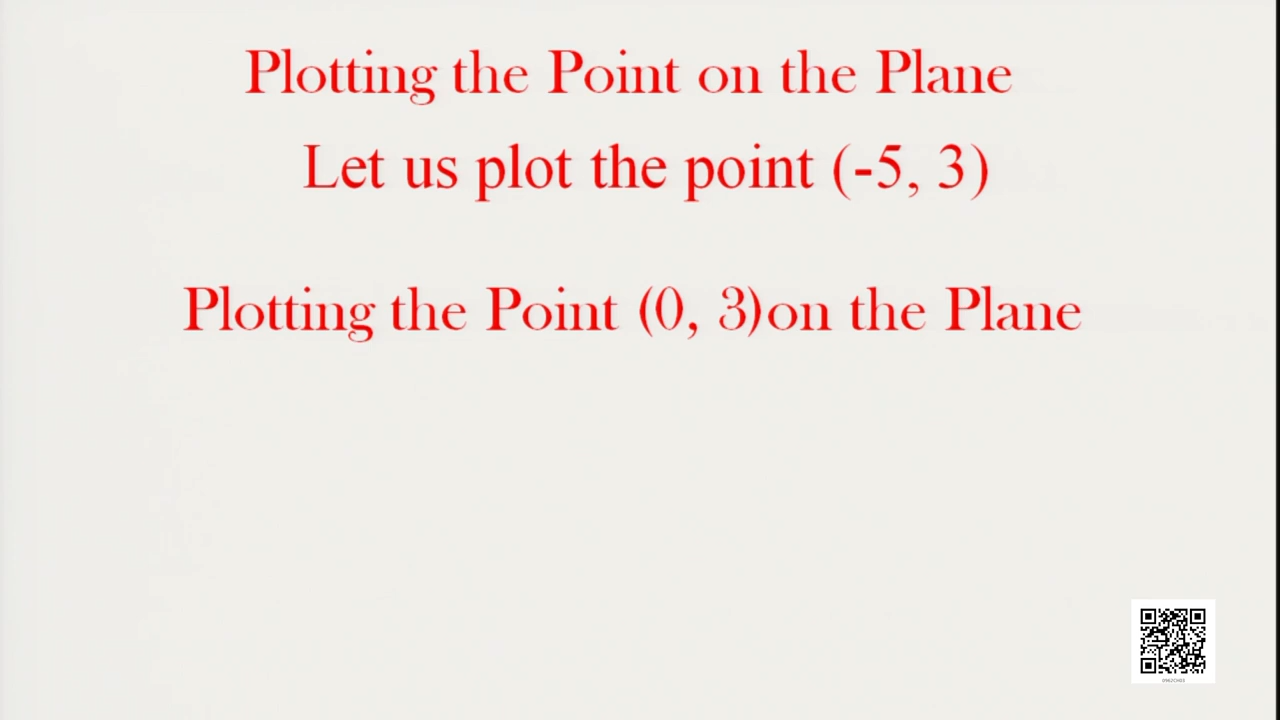 Plotting the Point on the Plane
Let us plot the point (-5, 3)
Plotting the Point (0, 3)on the Plane